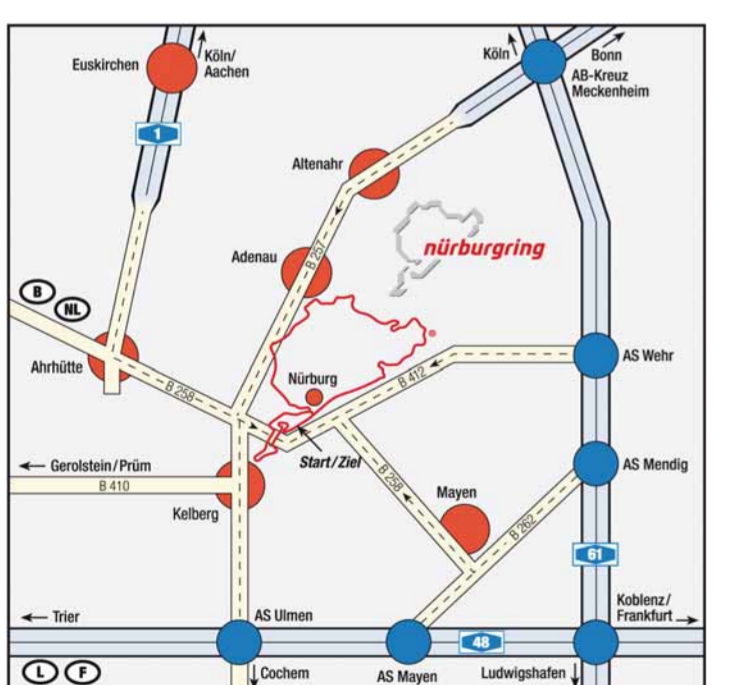 Euskirchen
Köln/
Aachen
Köln
Bonn
AB-Kreuz
Meckenheim
1
Altenahr
nürburgring
Adenau
B 257
B
NL
Ahrhütte
B 258
Nürburg
B 412
AS Wehr
Start/Ziel
Gerolstein/Prüm
B 410
Kelberg
B 258
Mayen
B 262
AS Mendig
61
Trier
AS Ulmen
48
Koblenz/
Frankfurt
L
F
Cochem
AS Mayen
Ludwigshafen